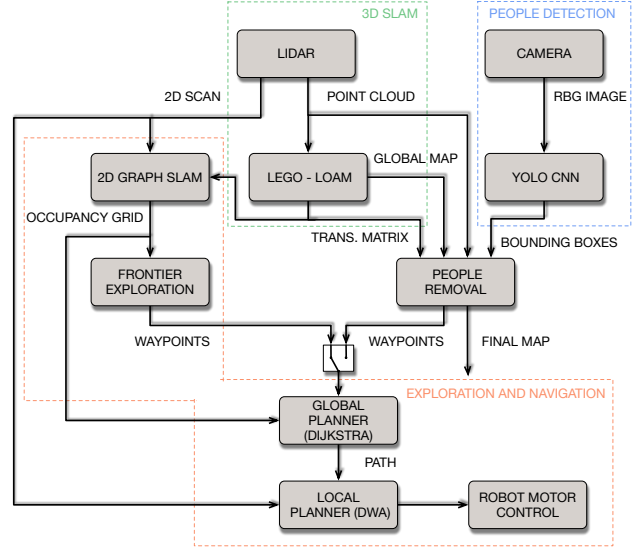 3D SLAM
PEOPLE DETECTION
LIDAR
CAMERA
2D SCAN
POINT CLOUD
RBG IMAGE
GLOBAL MAP
2D GRAPH SLAM
LEGO - LOAM
YOLO CNN
OCCUPANCY GRID
TRANS. MATRIX
BOUNDING BOXES
FRONTIER
EXPLORATION
PEOPLE
REMOVAL
WAYPOINTS
WAYPOINTS
FINAL MAP
EXPLORATION AND NAVIGATION
GLOBAL
PLANNER
(DIJKSTRA)
PATH
LOCAL
PLANNER (DWA)
ROBOT MOTOR
CONTROL